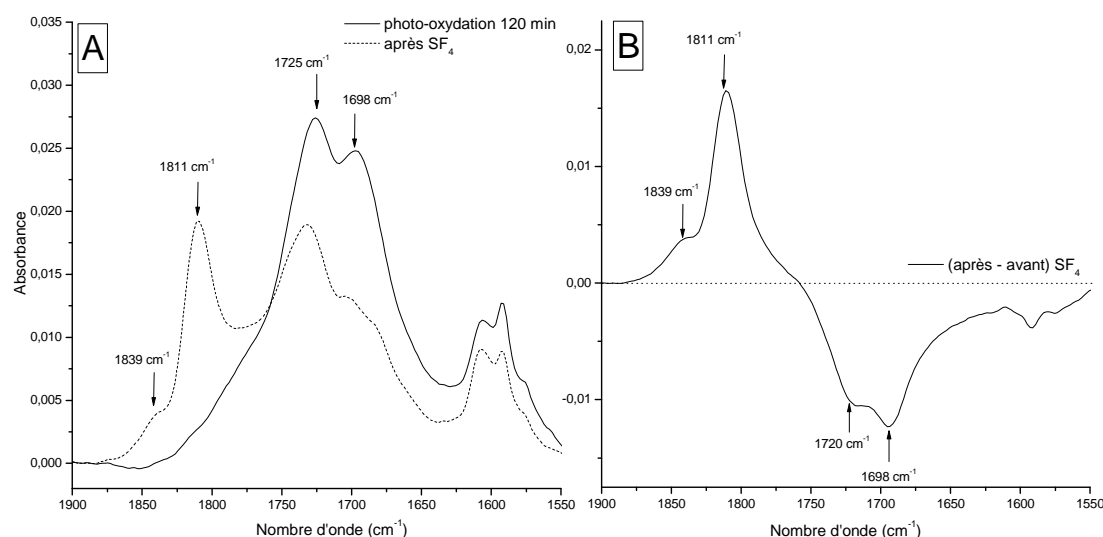 A
photo-oxydation 120 min
après SF₄
1725 cm⁻¹
1698 cm⁻¹
1811 cm⁻¹
1839 cm⁻¹
0,035
0,030
0,025
0,020
0,015
0,010
0,005
0,000
Absorbance
1900 1850 1800 1750 1700 1650 1600 1550
Nombre d'onde (cm⁻¹)
B
1811 cm⁻¹
1839 cm⁻¹
(après - avant) SF₄
1720 cm⁻¹
1698 cm⁻¹
0,02
0,01
0,00
-0,01
1900 1850 1800 1750 1700 1650 1600 1550
Nombre d'onde (cm⁻¹)